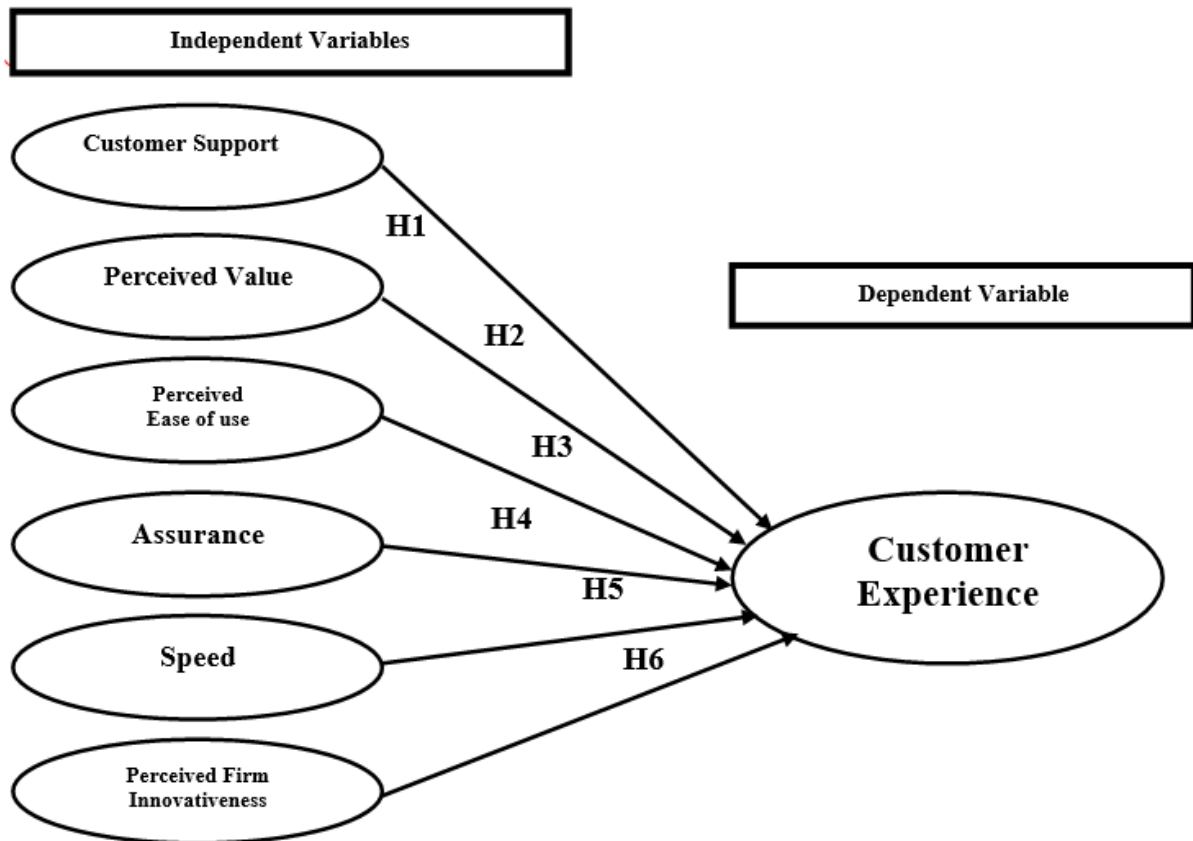 Independent Variables
Customer Support
H1
Perceived Value
Dependent Variable
H2
Perceived
Ease of use
H3
H4
Assurance
Customer
Experience
H5
Speed
H6
Perceived Firm
Innovativeness